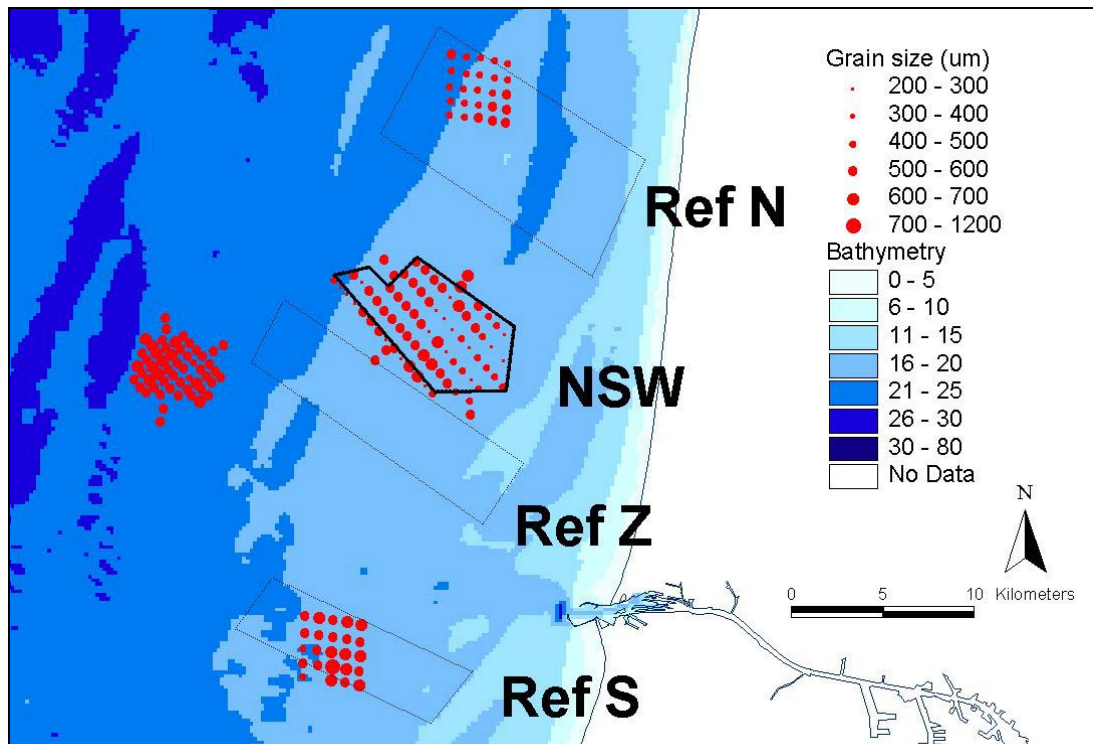 Grain size (um)
200 - 300
300 - 400
400 - 500
500 - 600
600 - 700
700 - 1200
Bathymetry
0 - 5
6 - 10
11 - 15
16 - 20
21 - 25
26 - 30
30 - 80
No Data
Ref N
NSW
Ref Z
Ref S
N
0 5 10 Kilometers